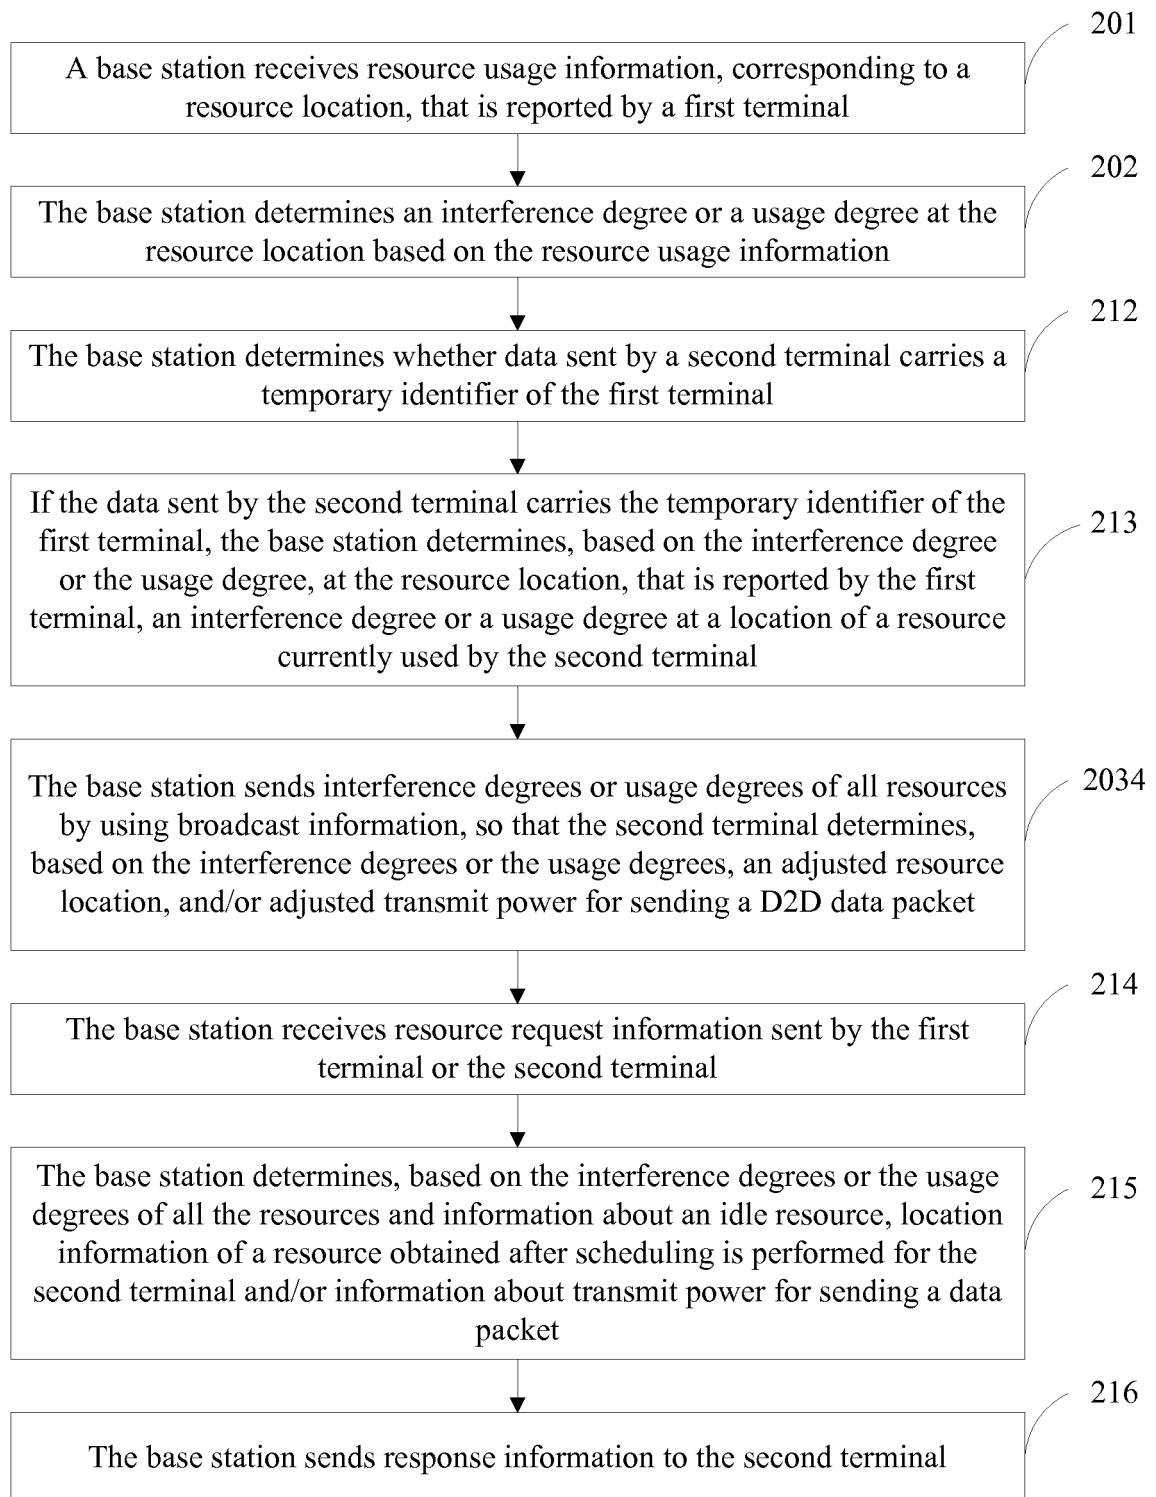 201
A base station receives resource usage information, corresponding to a
resource location, that is reported by a first terminal
202
The base station determines an interference degree or a usage degree at the
resource location based on the resource usage information
212
The base station determines whether data sent by a second terminal carries a
temporary identifier of the first terminal
213
If the data sent by the second terminal carries the temporary identifier of the
first terminal, the base station determines, based on the interference degree
or the usage degree, at the resource location, that is reported by the first
terminal, an interference degree or a usage degree at a location of a resource
currently used by the second terminal
2034
The base station sends interference degrees or usage degrees of all resources
by using broadcast information, so that the second terminal determines,
based on the interference degrees or the usage degrees, an adjusted resource
location, and/or adjusted transmit power for sending a D2D data packet
214
The base station receives resource request information sent by the first
terminal or the second terminal
215
The base station determines, based on the interference degrees or the usage
degrees of all the resources and information about an idle resource, location
information of a resource obtained after scheduling is performed for the
second terminal and/or information about transmit power for sending a data
packet
216
The base station sends response information to the second terminal